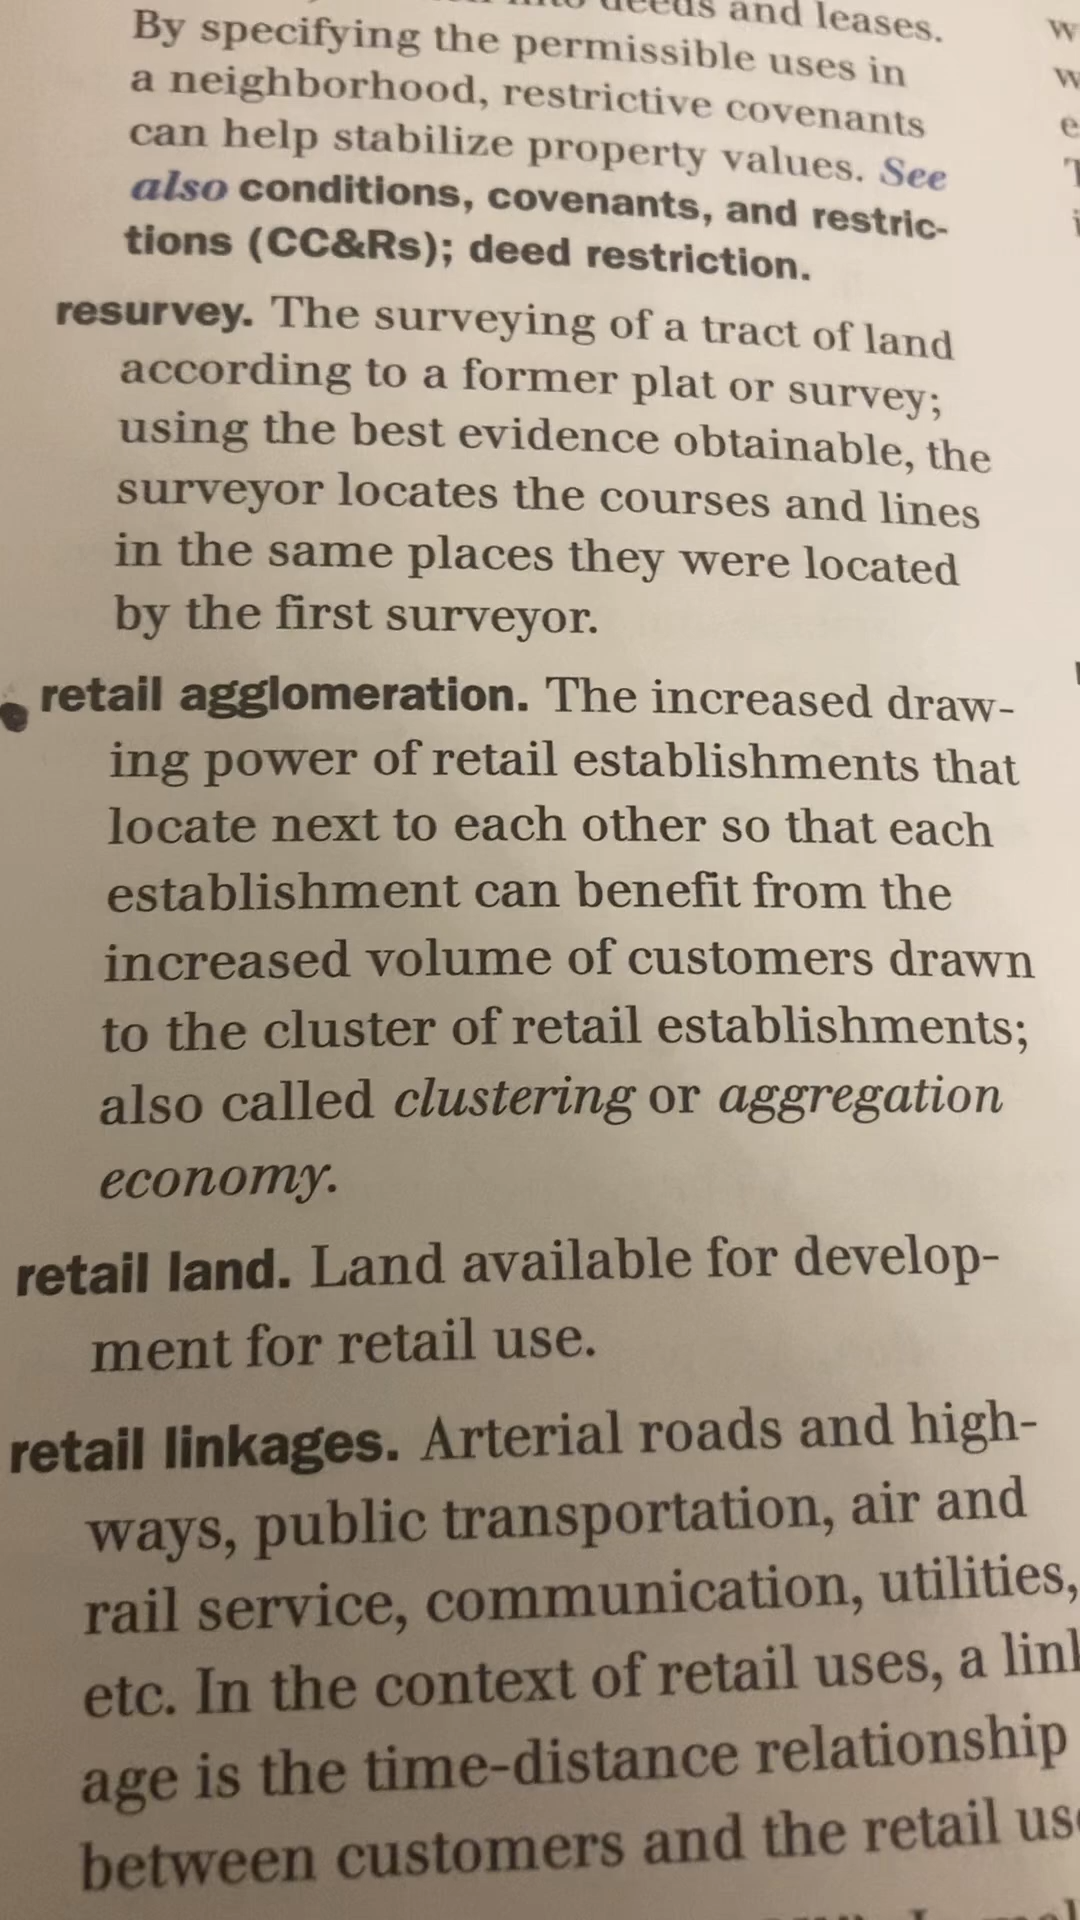 deeds and leases.
By specifying the permissible uses in
a neighborhood, restrictive covenants
can help stabilize property values. See
also conditions, covenants, and restric-
tions (CC&Rs); deed restriction.
resurvey. The surveying of a tract of land
according to a former plat or survey;
using the best evidence obtainable, the
surveyor locates the courses and lines
in the same places they were located
by the first surveyor.
retail agglomeration. The increased draw-
ing power of retail establishments that
locate next to each other so that each
establishment can benefit from the
increased volume of customers drawn
to the cluster of retail establishments;
also called clustering or aggregation
economy.
retail land. Land available for develop-
ment for retail use.
retail linkages. Arterial roads and high-
ways, public transportation, air and
rail service, communication, utilities,
etc. In the context of retail uses, a
age is the time-distance relationship
between customers and the retail